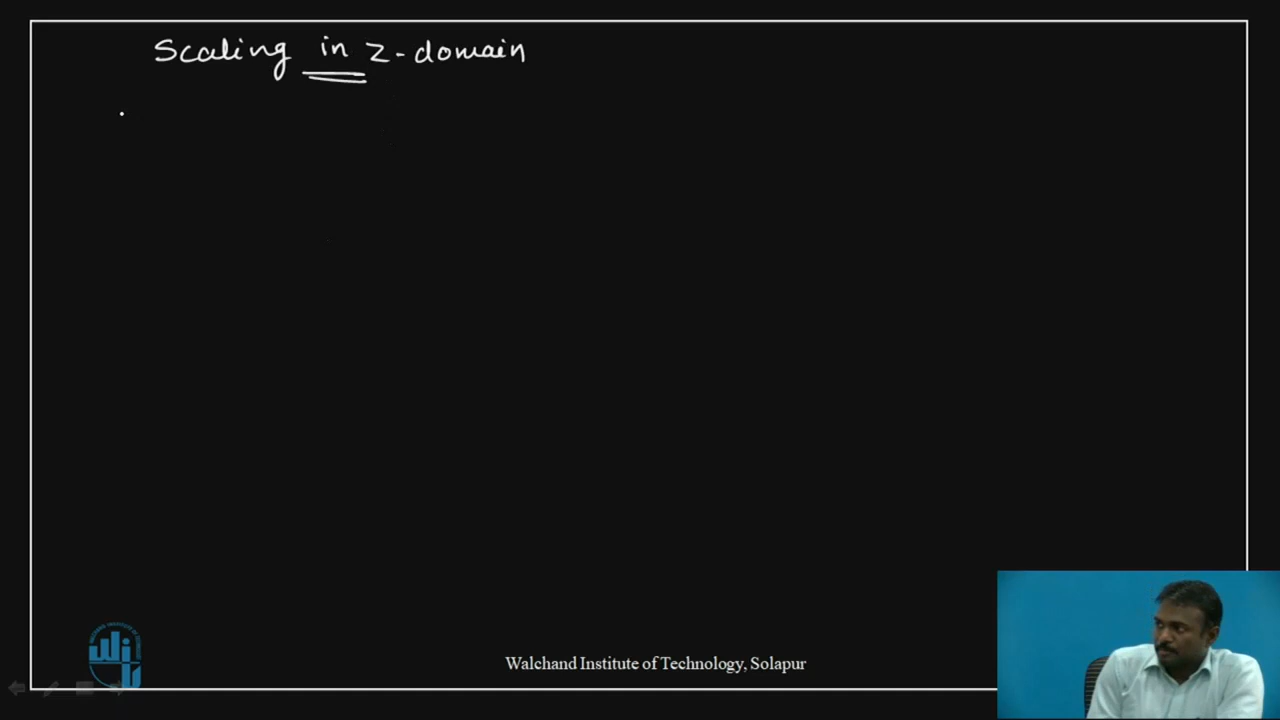 Scaling in z-domain
Walchand Institute of Technology, Solapur